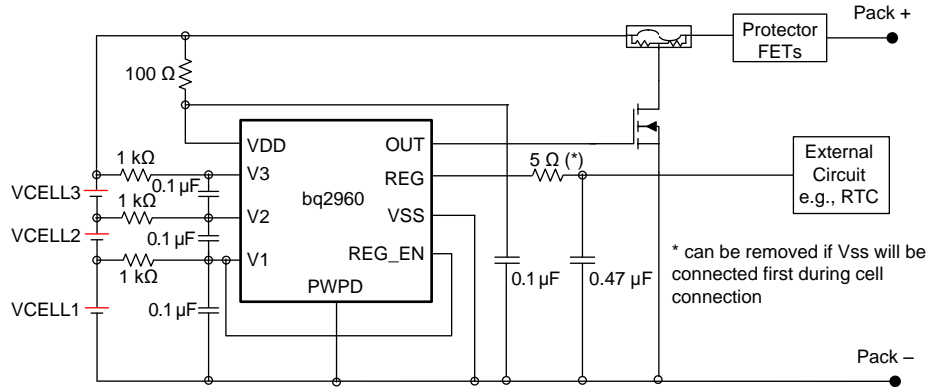 Pack +
Protector
FETs
100 Ω
VDD
OUT
1 kΩ
V3
REG
5 Ω (*)
External
Circuit
e.g., RTC
VCELL3
0.1 µF
1 kΩ
V2
bq2960
VSS
VCELL2
0.1 µF
V1
REG_EN
1 kΩ
PWPD
0.1 µF
0.47 µF
* can be removed if Vss will be
connected first during cell
connection
VCELL1
0.1 µF
Pack –